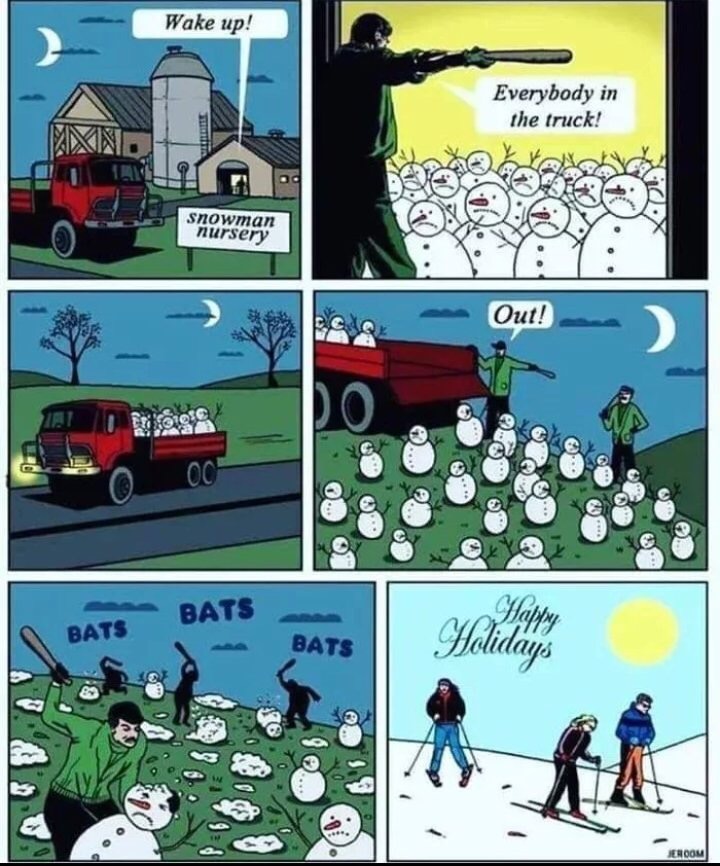 Wake up!
snowman
nursery
Everybody in
the truck!
Out!
BATS
BATS
BATS
Happy
Holidays
JEROOM